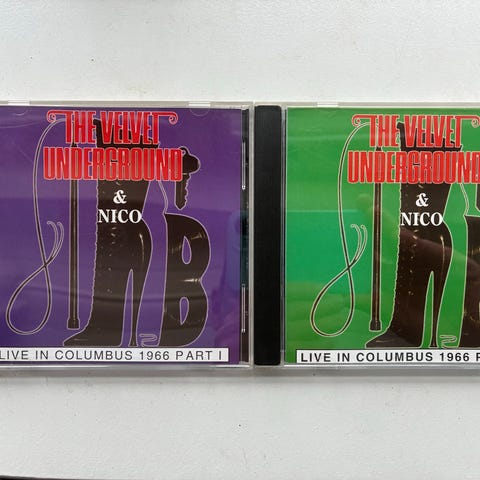 THE VELVET
UNDERGROUND
&
NICO
LIVE IN COLUMBUS 1966 PART I
THE VELVET
UNDERGROUND
&
NICO
LIVE IN COLUMBUS 1966 P